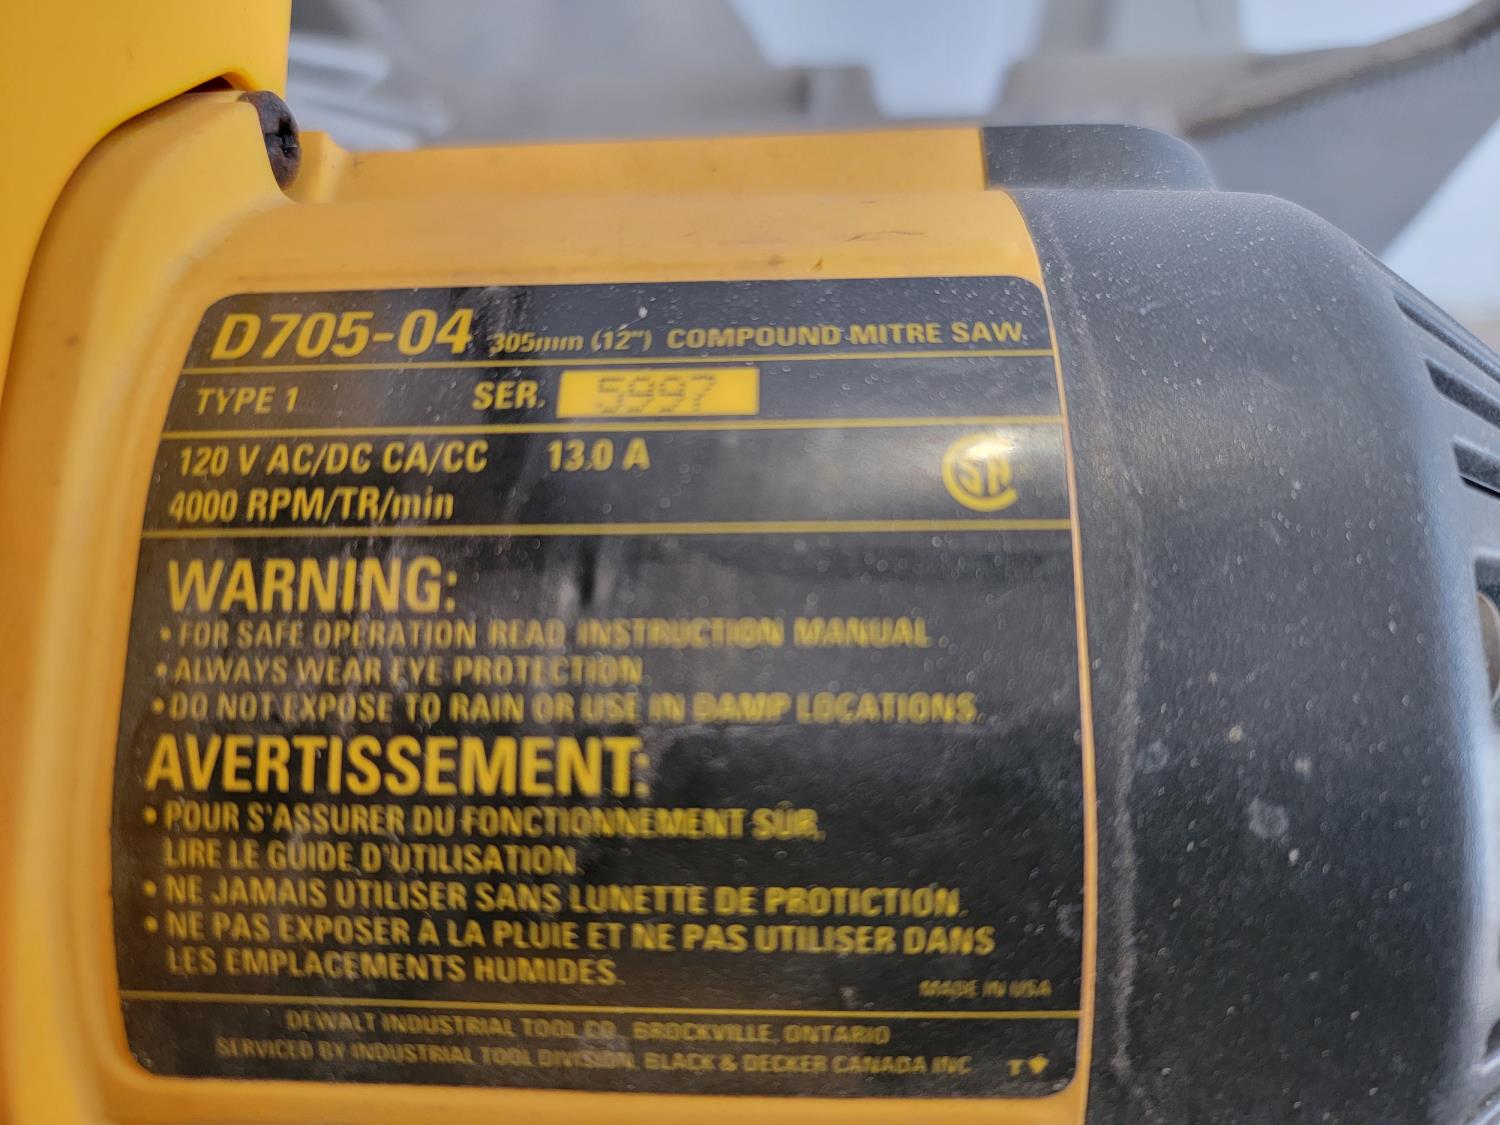 D705-04 305mm (12") COMPOUND MITRE SAW
TYPE 1 SER. 5997
120 V AC/DC CA/CC 13.0 A
4000 RPM/TR/min
WARNING:
• FOR SAFE OPERATION READ INSTRUCTION MANUAL.
• ALWAYS WEAR EYE PROTECTION.
• DO NOT EXPOSE TO RAIN OR USE IN DAMP LOCATIONS.
AVERTISSEMENT:
• POUR S'ASSURER DU FONCTIONNEMENT SÛR,
LIRE LE GUIDE D'UTILISATION.
• NE JAMAIS UTILISER SANS LUNETTE DE PROTICTION.
• NE PAS EXPOSER À LA PLUIE ET NE PAS UTILISER DANS
LES EMPLACEMENTS HUMIDES.
MADE IN USA
DEWALT INDUSTRIAL TOOL CO. BROCKVILLE, ONTARIO
SERVICED BY INDUSTRIAL TOOL DIVISION, BLACK & DECKER CANADA INC